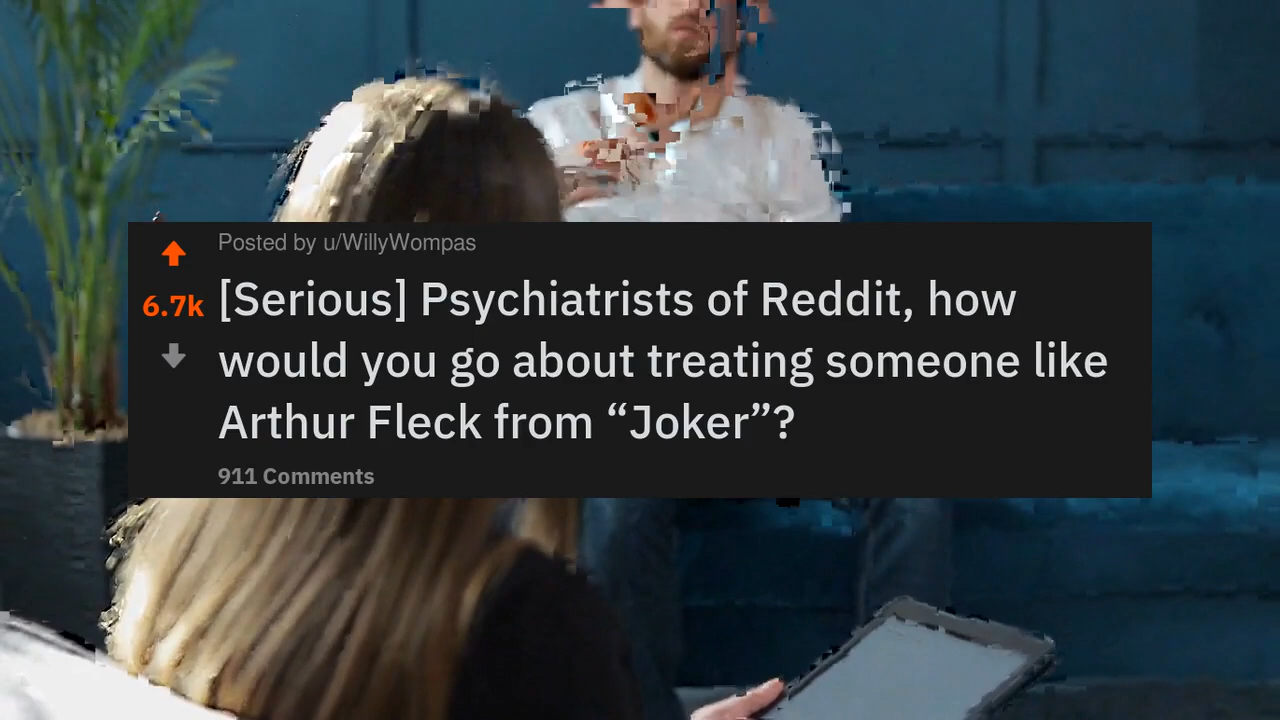 Posted by u/WillyWompas
6.7k
[Serious] Psychiatrists of Reddit, how
would you go about treating someone like
Arthur Fleck from “Joker”?
911 Comments